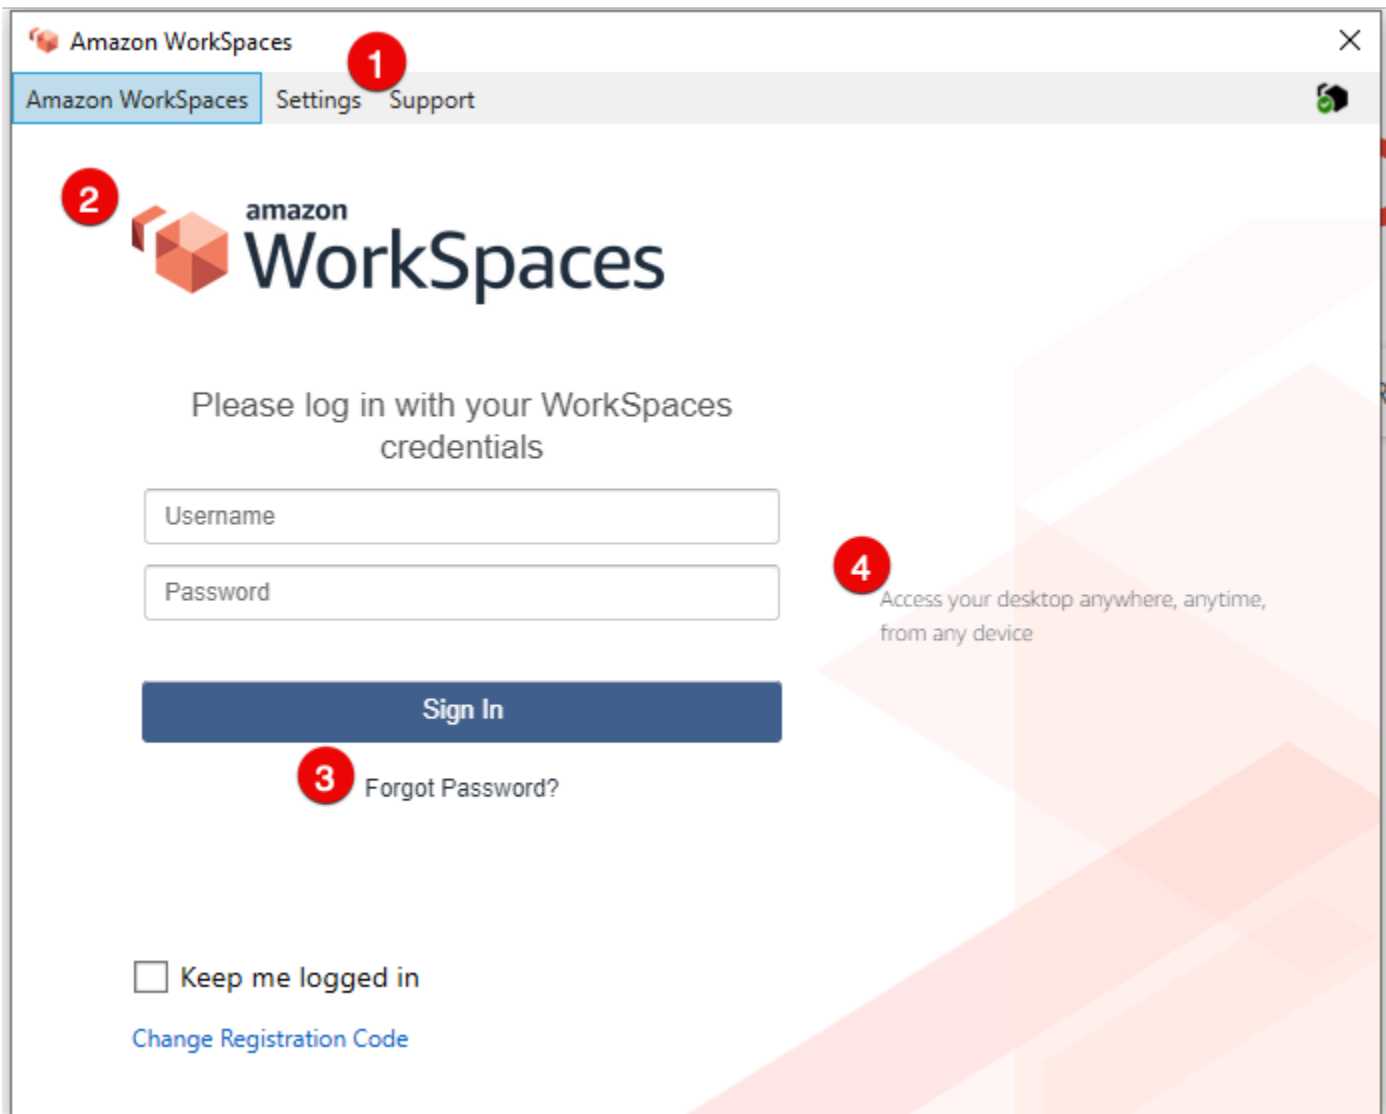 Amazon WorkSpaces
1
Amazon WorkSpaces Settings Support
2
amazon
WorkSpaces
Please log in with your WorkSpaces
credentials
Username
Password
4
Access your desktop anywhere, anytime,
from any device
Sign In
3
Forgot Password?
Keep me logged in
Change Registration Code